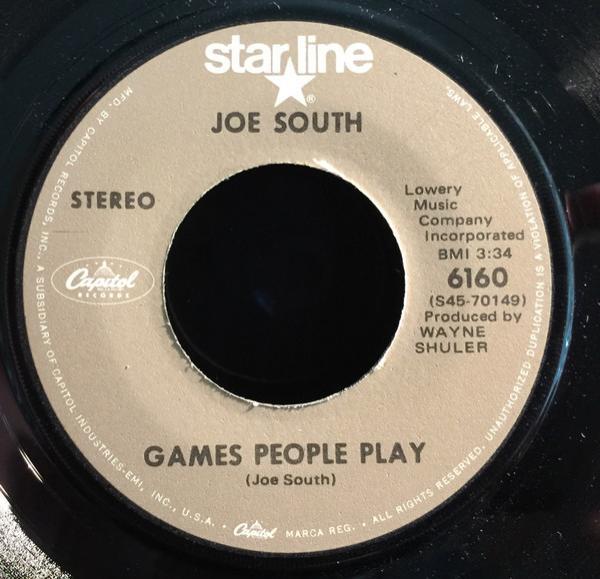 starline
®
JOE SOUTH
STEREO
Lowery
Music
Company
Incorporated
BMI 3:34
6160
(S45-70149)
Produced by
WAYNE
SHULER
Capitol
RECORDS
GAMES PEOPLE PLAY
(Joe South)
MFD. BY CAPITOL RECORDS, INC., A SUBSIDIARY OF CAPITOL INDUSTRIES-EMI, INC., U.S.A. • Capitol MARCA REG. • ALL RIGHTS RESERVED. UNAUTHORIZED DUPLICATION IS A VIOLATION OF APPLICABLE LAWS.